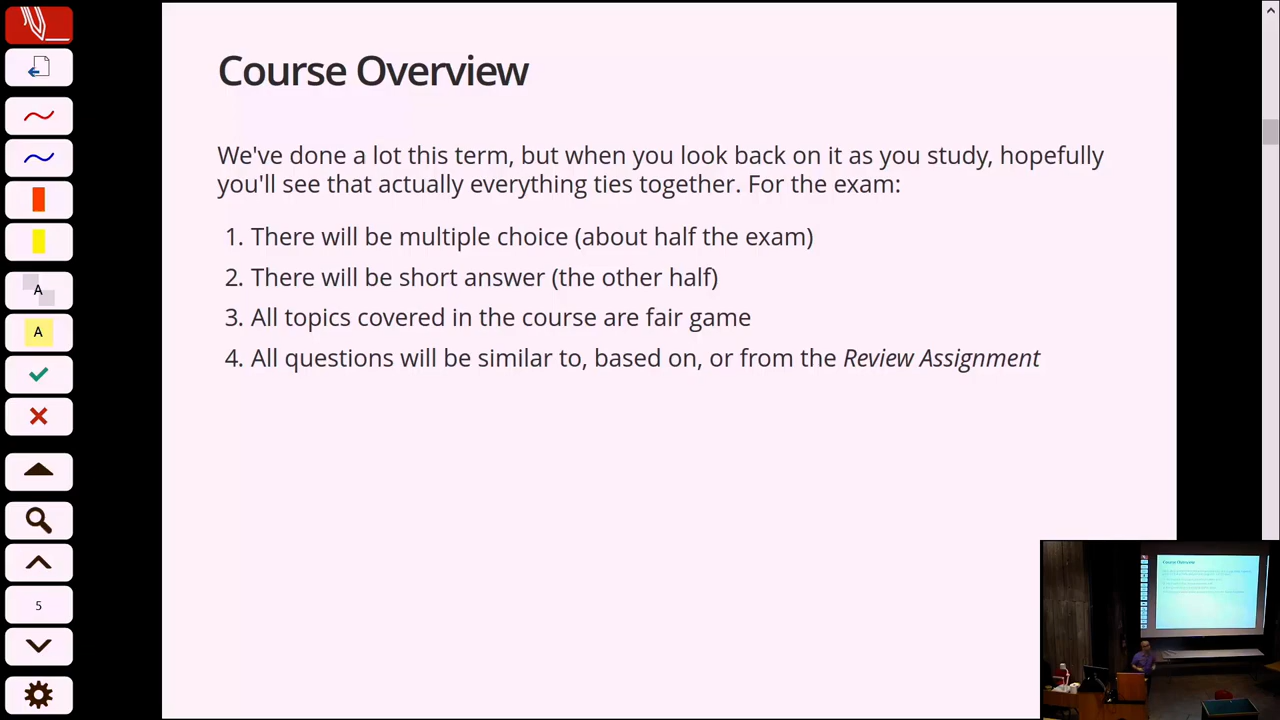 Course Overview
We've done a lot this term, but when you look back on it as you study, hopefully
you'll see that actually everything ties together. For the exam:
1. There will be multiple choice (about half the exam)
2. There will be short answer (the other half)
3. All topics covered in the course are fair game
4. All questions will be similar to, based on, or from the Review Assignment
A
A
5
Course Overview